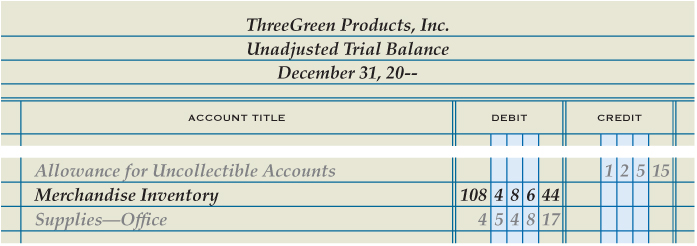 ThreeGreen Products, Inc.
Unadjusted Trial Balance
December 31, 20--
ACCOUNT TITLE DEBIT CREDIT
Allowance for Uncollectible Accounts 1 2 5 15
Merchandise Inventory 108 4 8 6 44
Supplies—Office 4 5 4 8 17